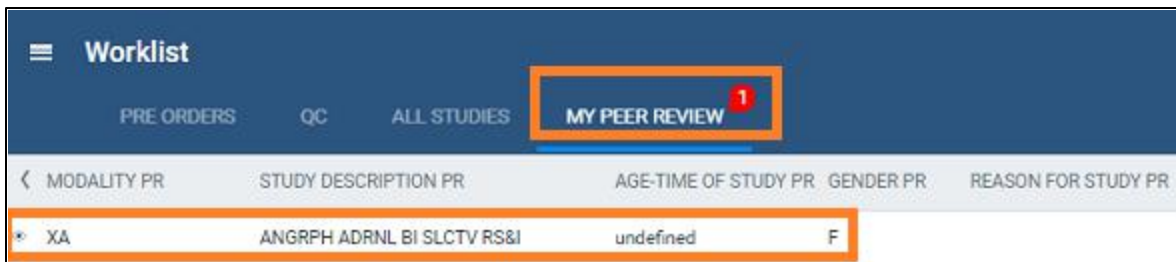 Worklist
PRE ORDERS QC ALL STUDIES MY PEER REVIEW 1
MODALITY PR STUDY DESCRIPTION PR AGE-TIME OF STUDY PR GENDER PR REASON FOR STUDY PR
XA ANGRPH ADRNL BI SLCTV RS&I undefined F